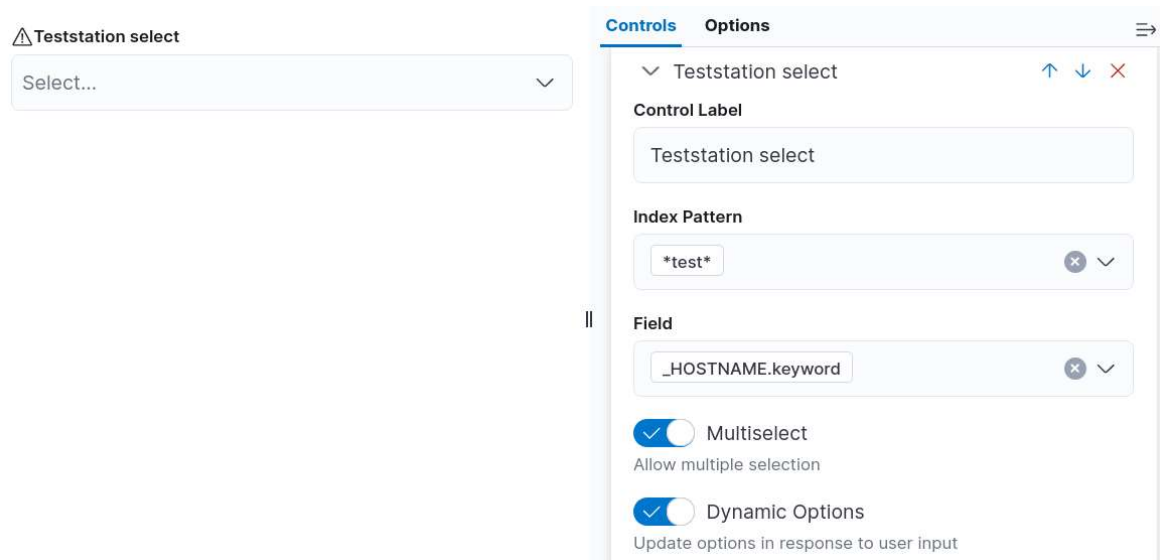 Teststation select
Select...
Controls Options
Teststation select
Control Label
Teststation select
Index Pattern
*test*
Field
_HOSTNAME.keyword
Multiselect
Allow multiple selection
Dynamic Options
Update options in response to user input